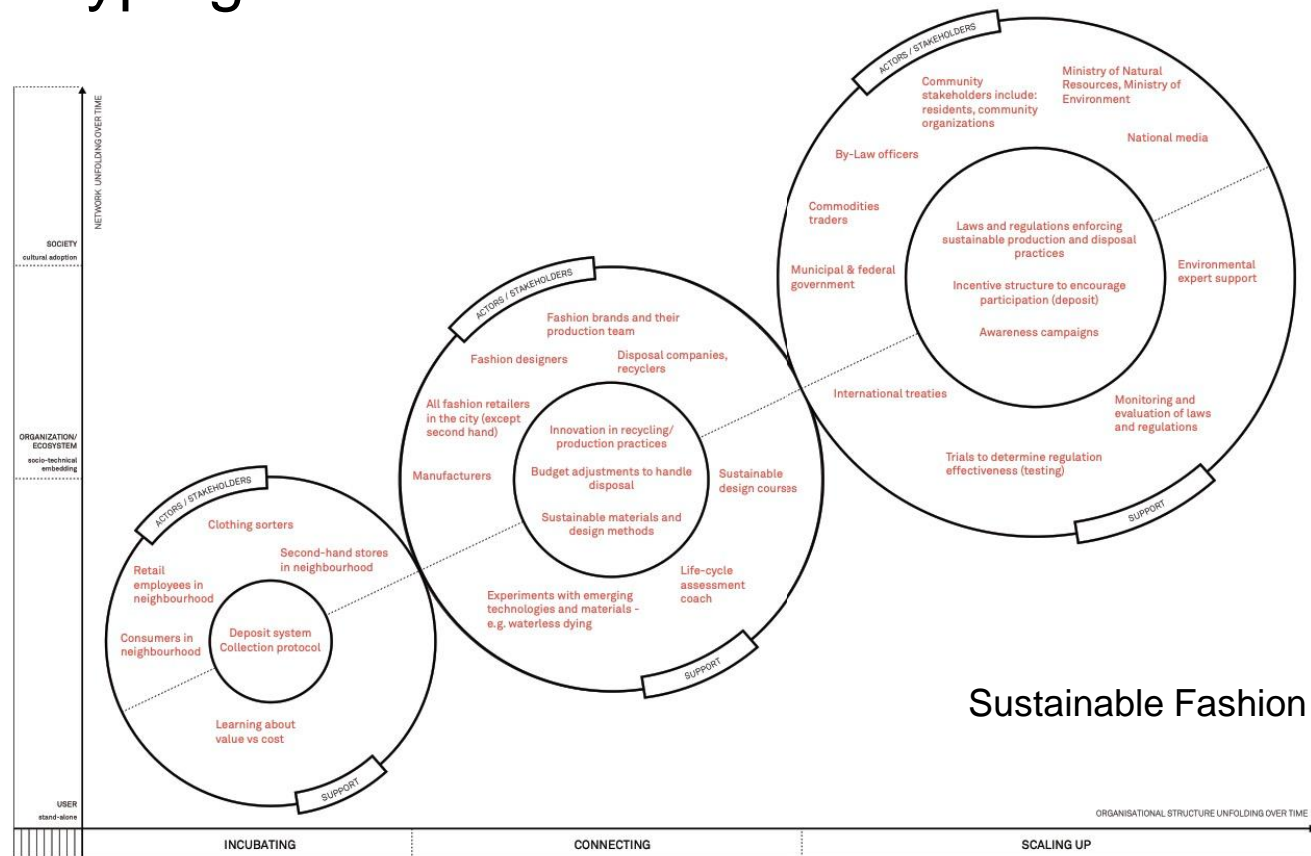 ACTORS / STAKEHOLDERS
Community
stakeholders include:
residents, community
organizations
Ministry of Natural
Resources, Ministry of
Environment
National media
By-Law officers
Commodities
traders
Municipal & federal
government
Laws and regulations enforcing
sustainable production and disposal
practices
Incentive structure to encourage
participation (deposit)
Awareness campaigns
Environmental
expert support
International treaties
Monitoring and
evaluation of laws
and regulations
Trials to determine regulation
effectiveness (testing)
SUPPORT
NETWORK UNFOLDING OVER TIME
SOCIETY
cultural adoption
ORGANIZATION/
ECOSYSTEM
socio-technical
embedding
USER
stand-alone
ACTORS / STAKEHOLDERS
Fashion brands and their
production team
Fashion designers
Disposal companies,
recyclers
All fashion retailers
in the city (except
second hand)
Manufacturers
Innovation in recycling/
production practices
Budget adjustments to handle
disposal
Sustainable materials and
design methods
Sustainable
design courses
Life-cycle
assessment
coach
Experiments with emerging
technologies and materials -
e.g. waterless dying
SUPPORT
ACTORS / STAKEHOLDERS
Clothing sorters
Second-hand stores
in neighbourhood
Retail
employees in
neighbourhood
Consumers in
neighbourhood
Deposit system
Collection protocol
Learning about
value vs cost
SUPPORT
Sustainable Fashion
ORGANISATIONAL STRUCTURE UNFOLDING OVER TIME
INCUBATING
CONNECTING
SCALING UP